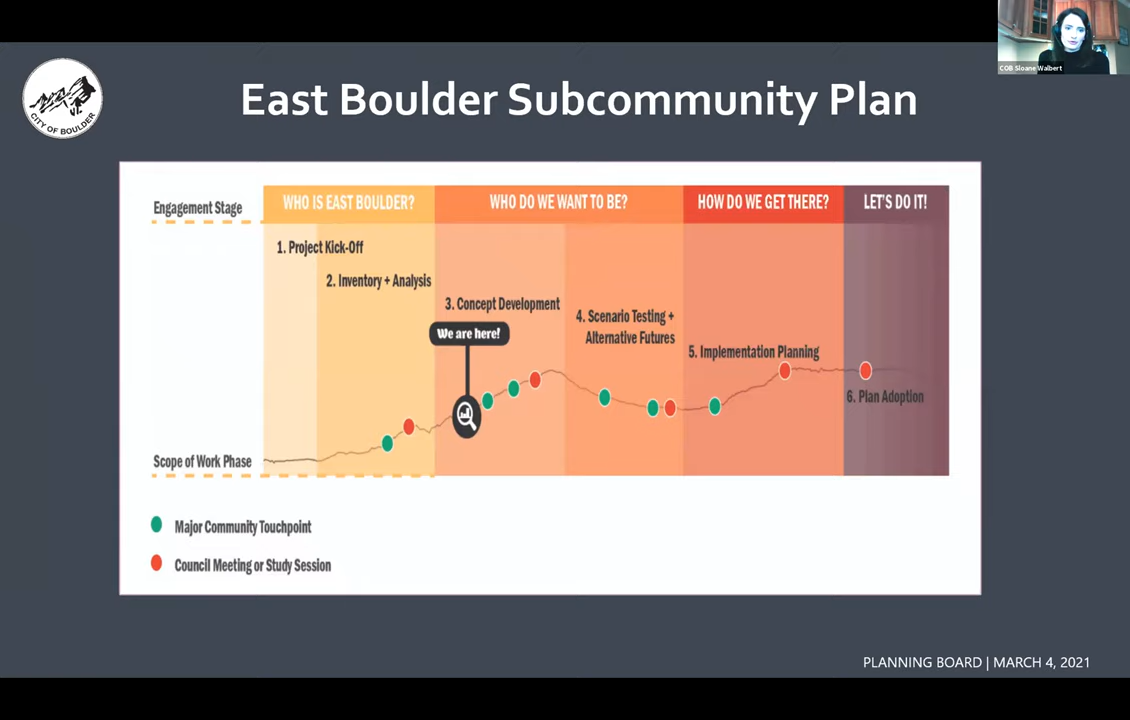 COB Sloane Walbert
CITY OF BOULDER
East Boulder Subcommunity Plan
Engagement Stage
WHO IS EAST BOULDER?
WHO DO WE WANT TO BE?
HOW DO WE GET THERE?
LET'S DO IT!
1. Project Kick-Off
2. Inventory + Analysis
3. Concept Development
4. Scenario Testing +
Alternative Futures
We are here!
5. Implementation Planning
6. Plan Adoption
Scope of Work Phase
Major Community Touchpoint
Council Meeting or Study Session
PLANNING BOARD | MARCH 4, 2021